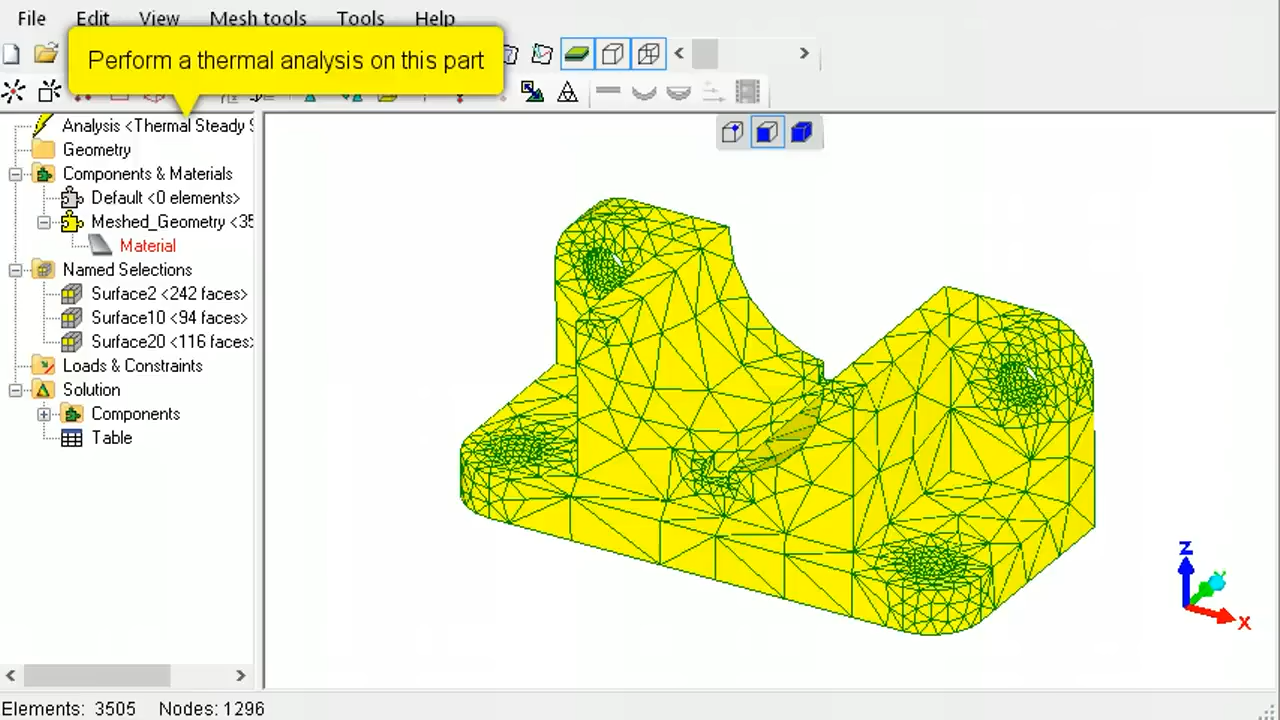 File Edit View Mesh tools Tools Help
Perform a thermal analysis on this part
Analysis <Thermal Steady S
Geometry
Components & Materials
Default <0 elements>
Meshed_Geometry <35
Material
Named Selections
Surface2 <242 faces>
Surface10 <94 faces>
Surface20 <116 faces>
Loads & Constraints
Solution
Components
Table
Z
Y
X
Elements: 3505 Nodes: 1296